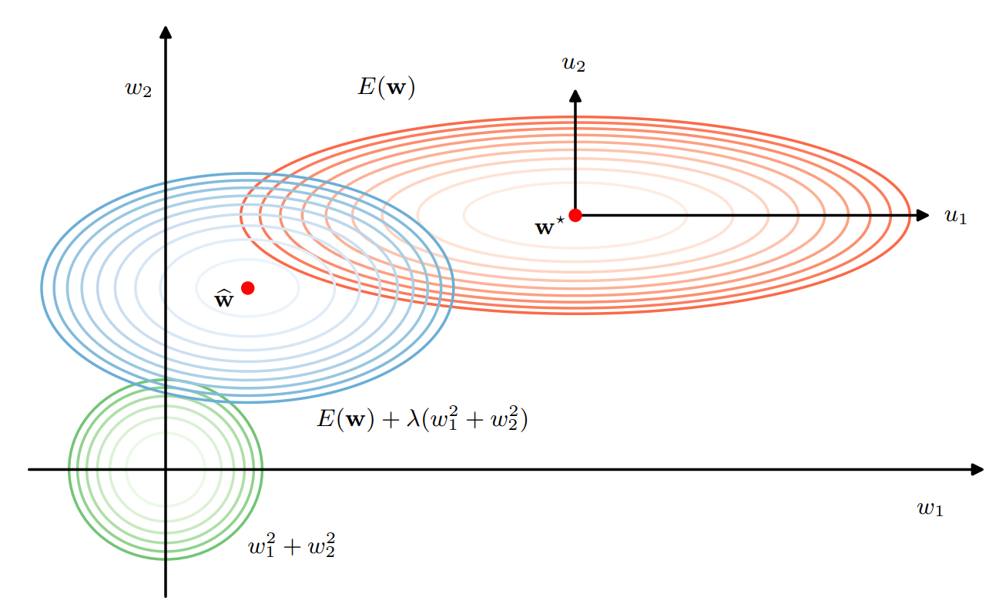 u₂
w₂
E(𝐰)
u₁
𝐰⋆
𝐰̂
E(𝐰) + λ(w₁² + w₂²)
w₁
w₁² + w₂²